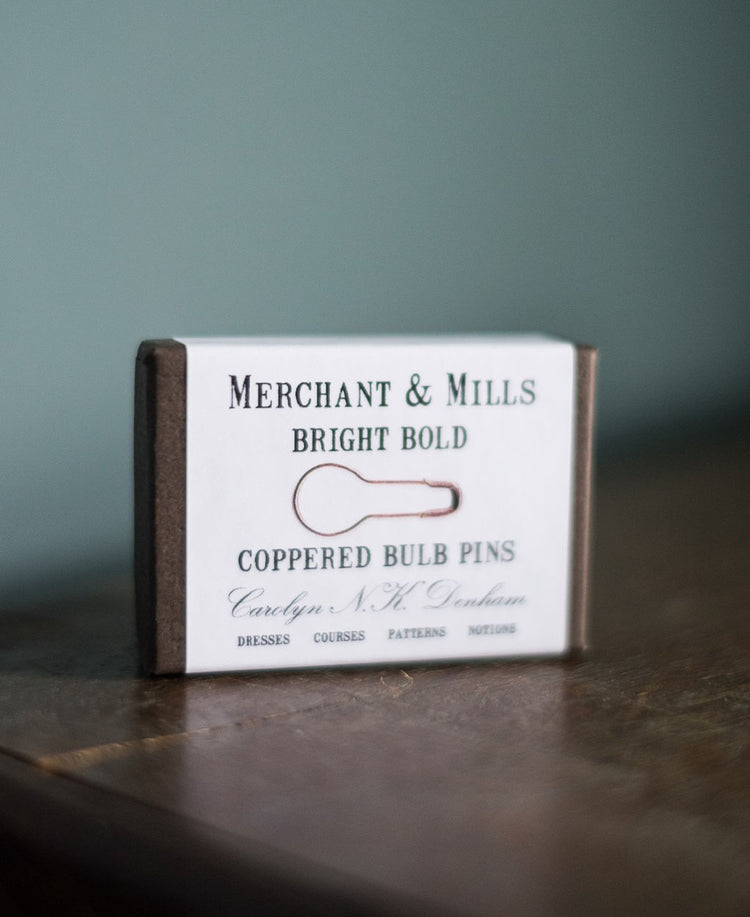 MERCHANT & MILLS
BRIGHT BOLD
COPPERED BULB PINS
Carolyn N.K. Denham
DRESSES COURSES PATTERNS NOTIONS